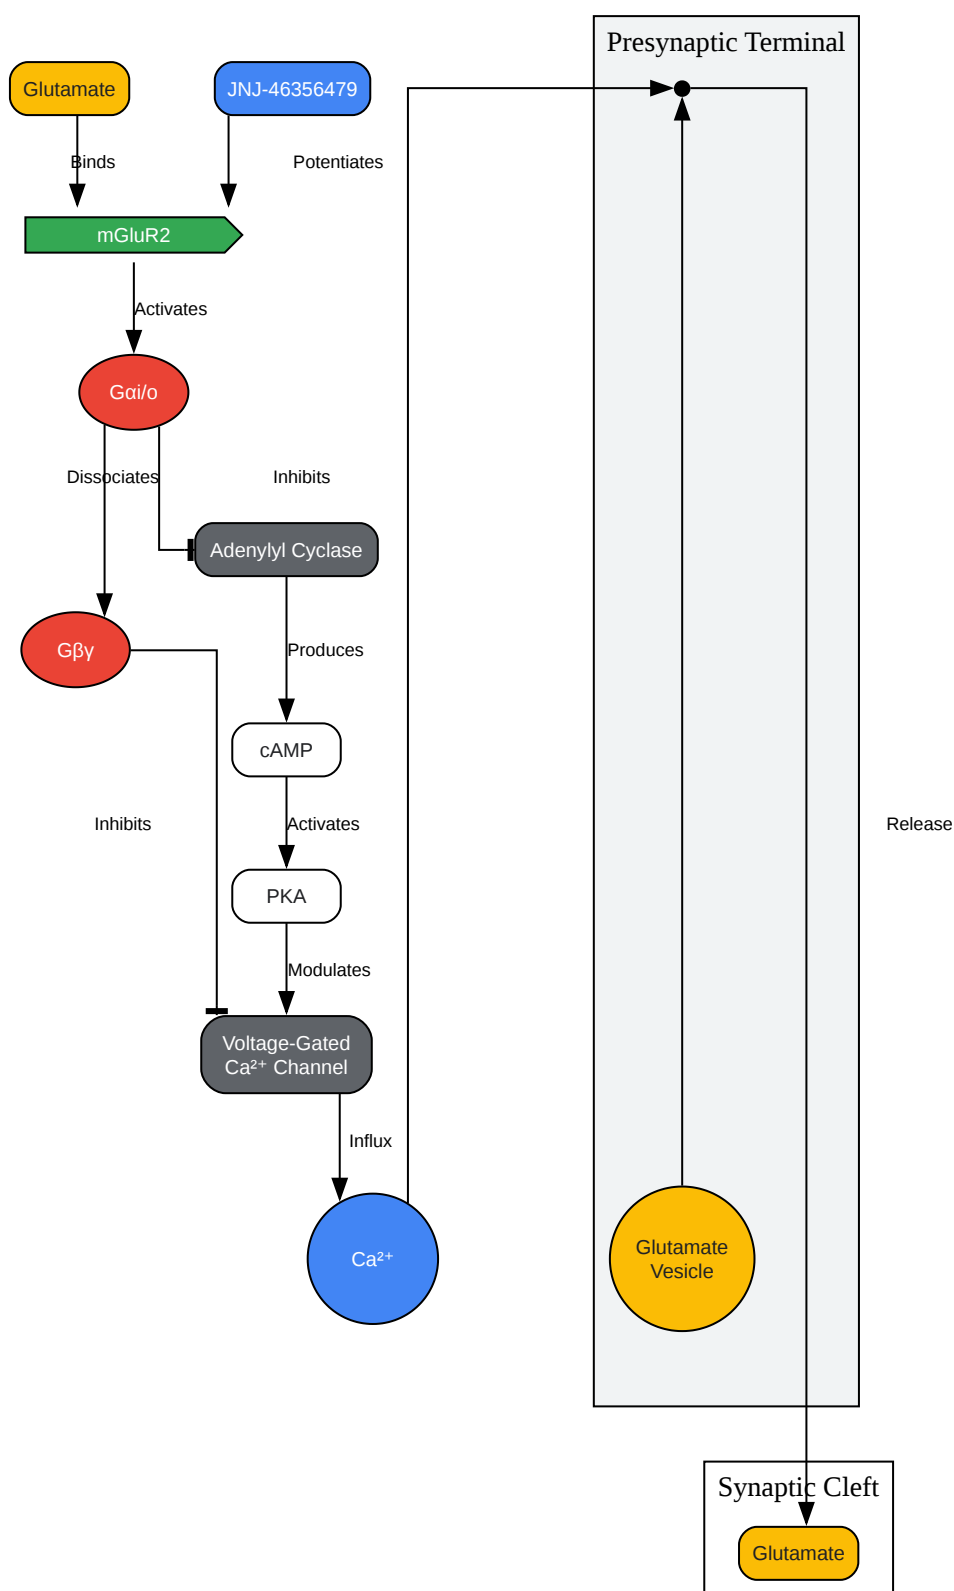 Presynaptic Terminal
Glutamate
JNJ-46356479
Binds
Potentiates
mGluR2
Activates
Gαi/o
Dissociates
Inhibits
Adenylyl Cyclase
Gβγ
Produces
cAMP
Inhibits
Activates
Release
PKA
Modulates
Voltage-Gated
Ca²⁺ Channel
Influx
Ca²⁺
Glutamate
Vesicle
Synaptic Cleft
Glutamate